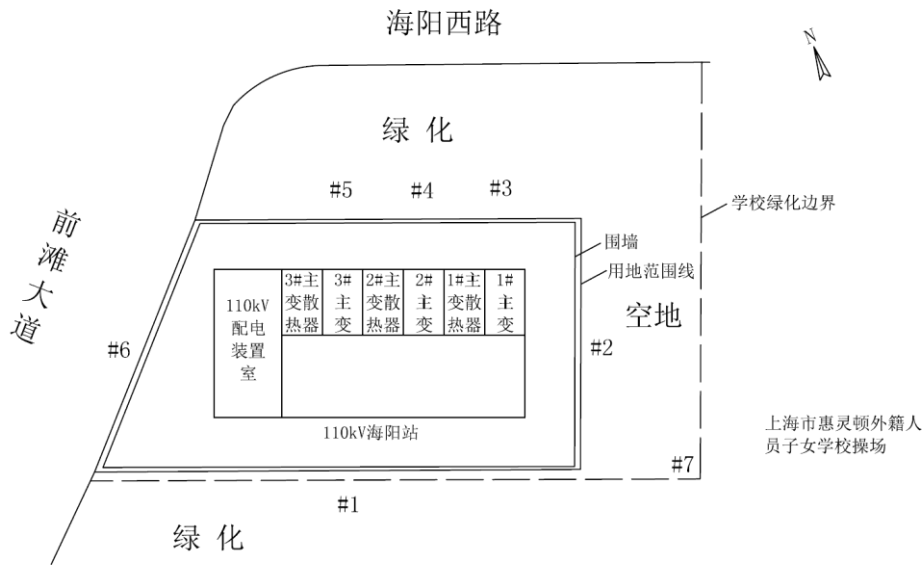 海阳西路
N
绿 化
#5
#4
#3
学校绿化边界
前滩大道
围墙
用地范围线
3#主
变散
热器
3#
主
变
2#主
变散
热器
2#
主
变
1#主
变散
热器
1#
主
变
110kV
配电
装置
室
空地
#6
#2
110kV海阳站
上海市惠灵顿外籍人
员子女学校操场
#7
#1
绿 化